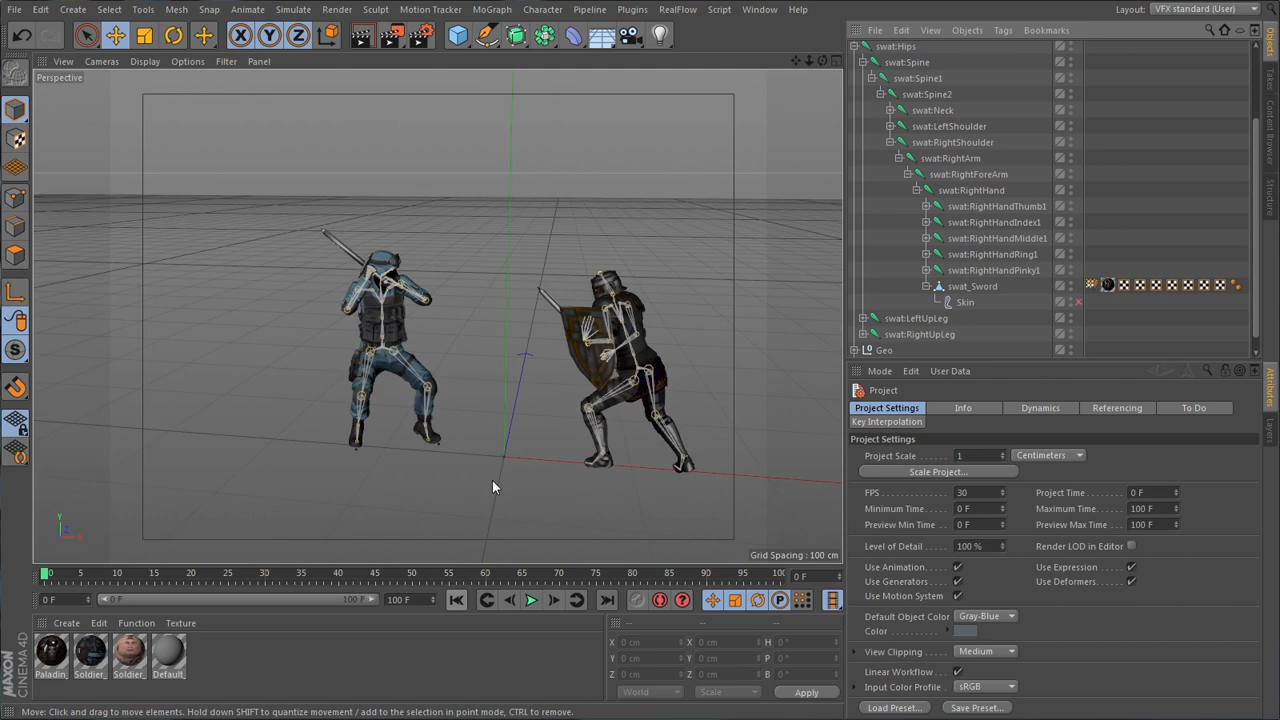 File Edit Create Select Tools Mesh Snap Animate Simulate Render Sculpt Motion Tracker MoGraph Character Pipeline Plugins RealFlow Script Window Help Layout: VFX standard (User)
X Y Z
File Edit View Objects Tags Bookmarks
View Cameras Display Options Filter Panel
Perspective
swat:Hips
swat:Spine
swat:Spine1
swat:Spine2
swat:Neck
swat:LeftShoulder
swat:RightShoulder
swat:RightArm
swat:RightForeArm
swat:RightHand
swat:RightHandThumb1
swat:RightHandIndex1
swat:RightHandMiddle1
swat:RightHandRing1
swat:RightHandPinky1
swat_Sword
Skin
swat:LeftUpLeg
swat:RightUpLeg
Geo
Objects
Takes
Content Browser
Structure
Mode Edit User Data
Project
Project Settings Info Dynamics Referencing To Do
Key Interpolation
Project Settings
Project Scale 1 Centimeters
Scale Project...
FPS 30 Project Time 0 F
Minimum Time 0 F Maximum Time 100 F
Preview Min Time 0 F Preview Max Time 100 F
Level of Detail 100 % Render LOD in Editor
Use Animation Use Expression
Use Generators Use Deformers
Use Motion System
Default Object Color Gray-Blue
Color
View Clipping Medium
Linear Workflow
Input Color Profile sRGB
Load Preset... Save Preset...
Attributes
Layers
Y
Z
X
Grid Spacing : 100 cm
0 5 10 15 20 25 30 35 40 45 50 55 60 65 70 75 80 85 90 95 100 0 F
0 F 0 F 100 F 100 F
P
Create Edit Function Texture
Paladin_ Soldier_ Soldier_ Default_
-- -- --
X 0 cm X 0 cm H 0 °
Y 0 cm Y 0 cm P 0 °
Z 0 cm Z 0 cm B 0 °
World Scale Apply
MAXON
CINEMA 4D
Move: Click and drag to move elements. Hold down SHIFT to quantize movement / add to the selection in point mode, CTRL to remove.